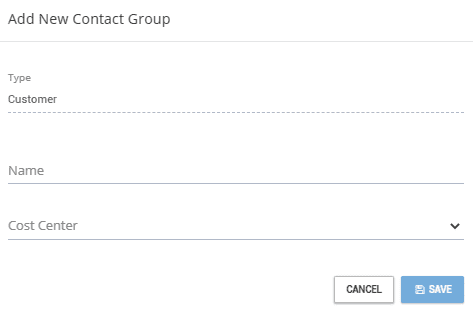 Add New Contact Group
Type
Customer
Name
Cost Center
CANCEL SAVE